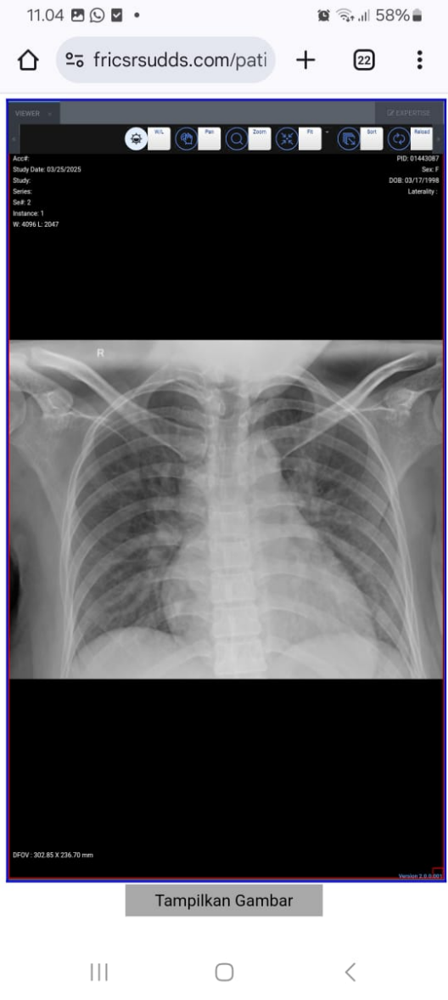 11.04 58%
fricsrsudds.com/pati 22
VIEWER EXPERTISE
W/L Pan Zoom Fit Sort Reload
Acc#: PID: 01443087
Study Date: 03/25/2025 Sex: F
Study: DOB: 03/17/1998
Series: Laterality :
Se#: 2
Instance: 1
W: 4096 L: 2047
R
DFOV : 302.85 X 236.70 mm
Version 2.0.0.001
Tampilkan Gambar